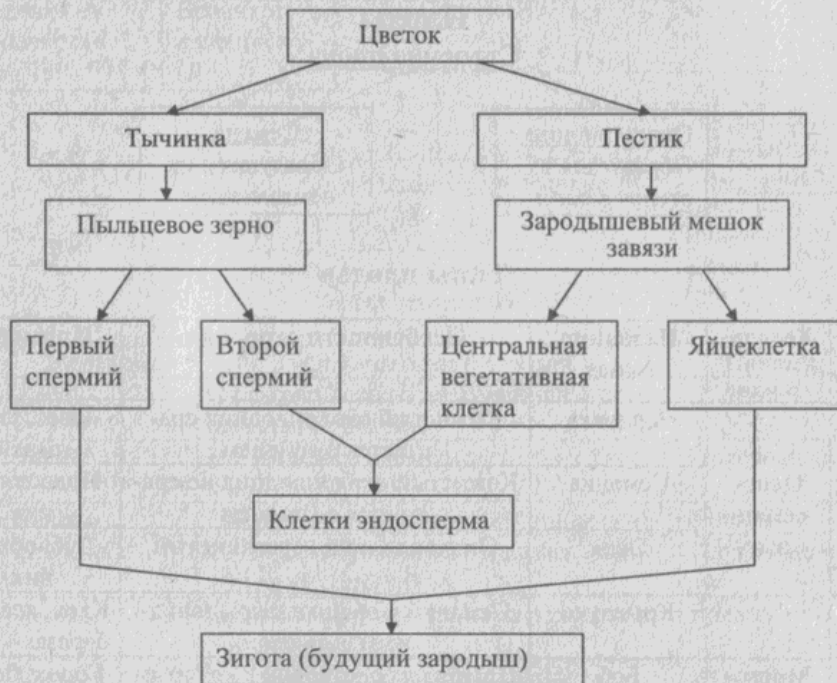 Цветок
Тычинка
Пестик
Пыльцевое зерно
Зародышевый мешок
завязи
Первый
спермий
Второй
спермий
Центральная
вегетативная
клетка
Яйцеклетка
Клетки эндосперма
Зигота (будущий зародыш)